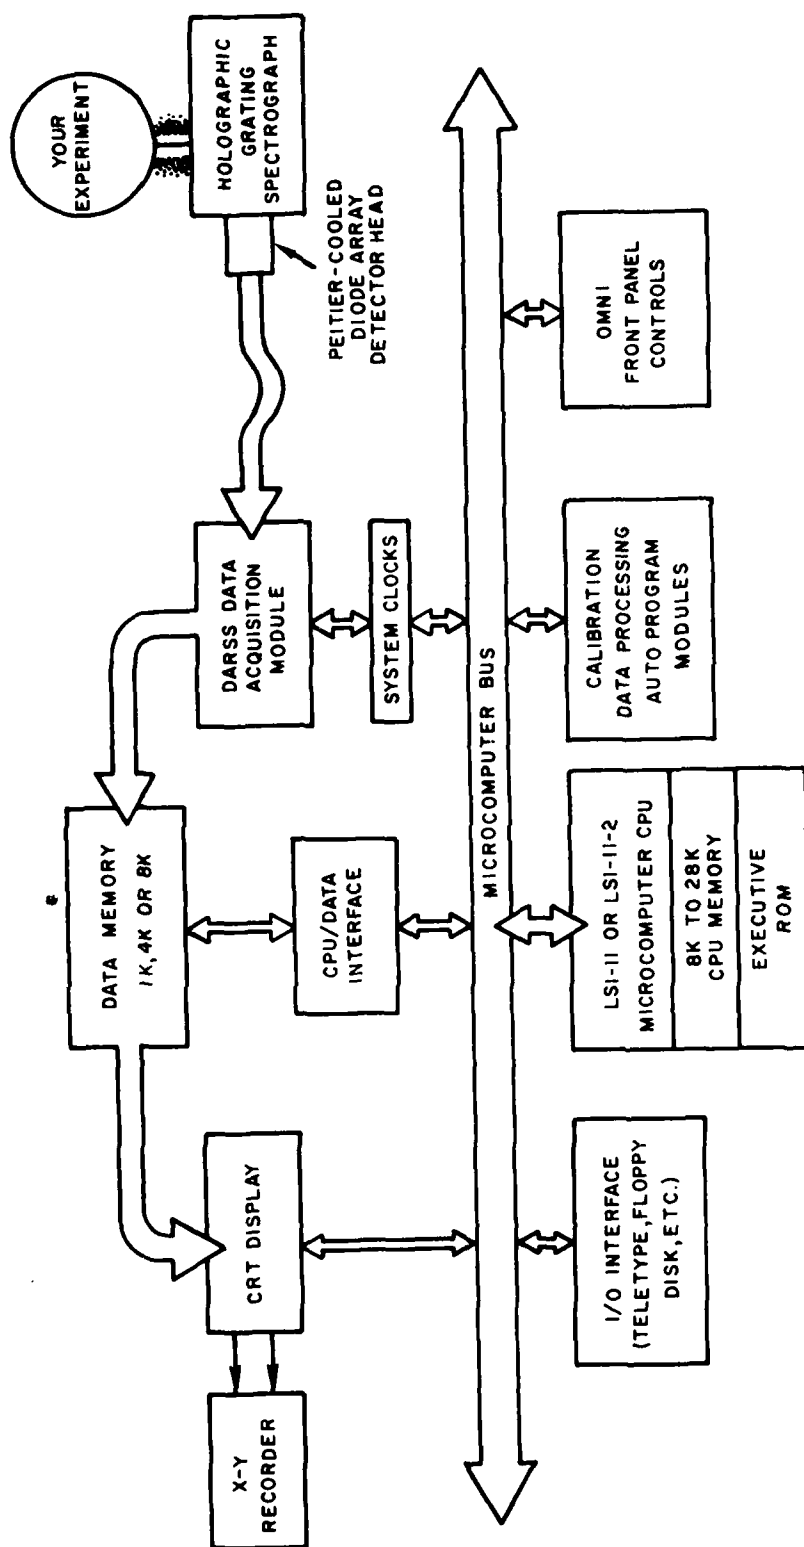 YOUR
EXPERIMENT
HOLOGRAPHIC
GRATING
SPECTROGRAPH
PEITIER-COOLED
DIODE ARRAY
DETECTOR HEAD
DARSS DATA
ACQUISITION
MODULE
SYSTEM CLOCKS
DATA MEMORY
1K, 4K OR 8K
CPU/DATA
INTERFACE
CRT DISPLAY
X-Y
RECORDER
MICROCOMPUTER BUS
I/O INTERFACE
(TELETYPE, FLOPPY
DISK, ETC.)
LSI-11 OR LSI-11-2
MICROCOMPUTER CPU
8K TO 28K
CPU MEMORY
EXECUTIVE
ROM
CALIBRATION
DATA PROCESSING
AUTO PROGRAM
MODULES
OMNI
FRONT PANEL
CONTROLS